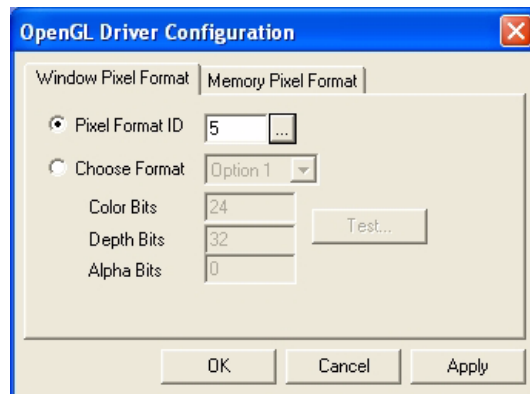 OpenGL Driver Configuration
Window Pixel Format Memory Pixel Format
Pixel Format ID 5 ...
Choose Format Option 1
Color Bits 24
Depth Bits 32 Test...
Alpha Bits 0
OK Cancel Apply